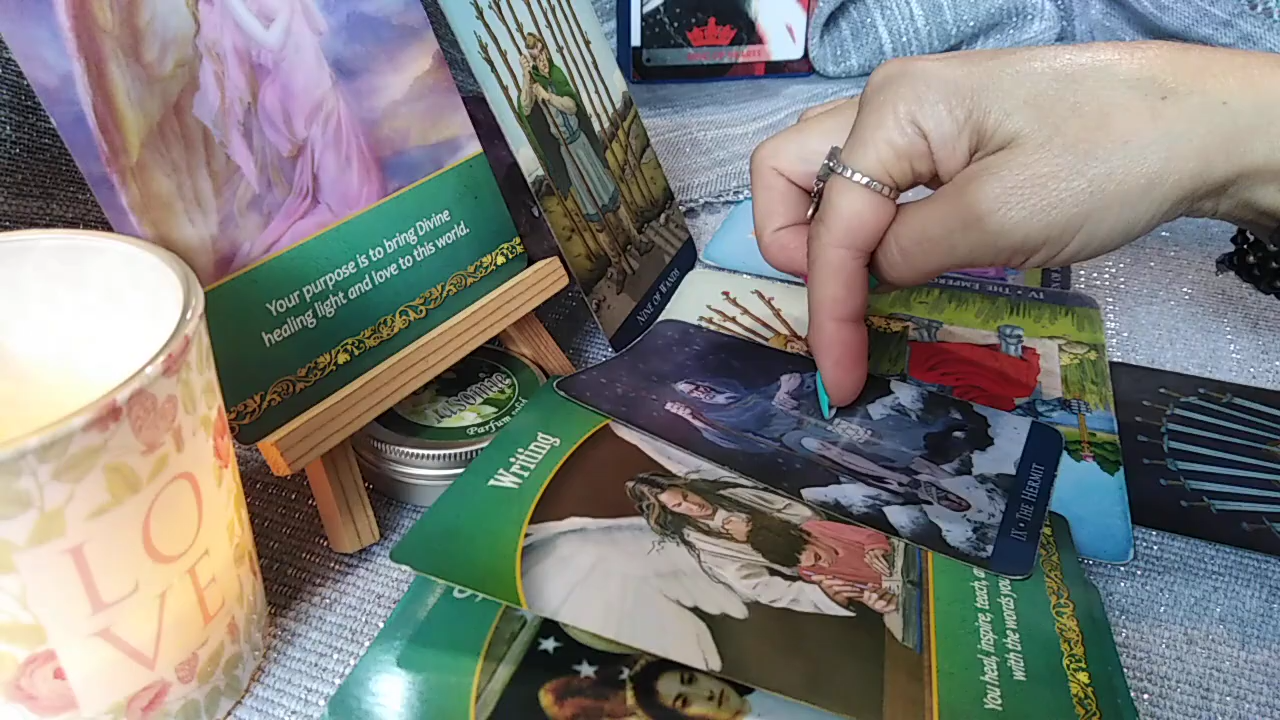 Your purpose is to bring Divine
healing light and love to this world.
NINE OF WANDS
IV • THE EMPEROR
LOVE
Writing
Parfum
IX • THE HERMIT
You heal, inspire, teach, a
with the words you